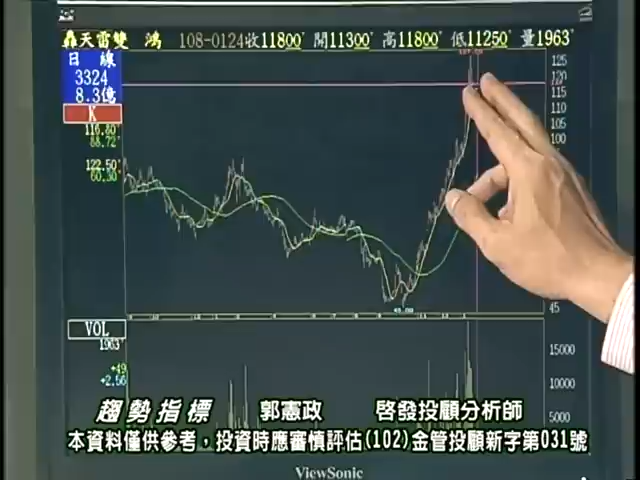 轟天雷雙 鴻 108-0124收11800" 開11300" 高11800" 低11250" 量1963"
日 線
3324
8.3億
K
116.80"
88.72"
122.50"
60.30"
125
120
115
110
105
100
95
90
45
VOL
1963"
+49
+2.56
15000
10000
5000
趨勢指標 郭憲政 啓發投顧分析師
本資料僅供參考，投資時應審慎評估(102)金管投顧新字第031號
ViewSonic